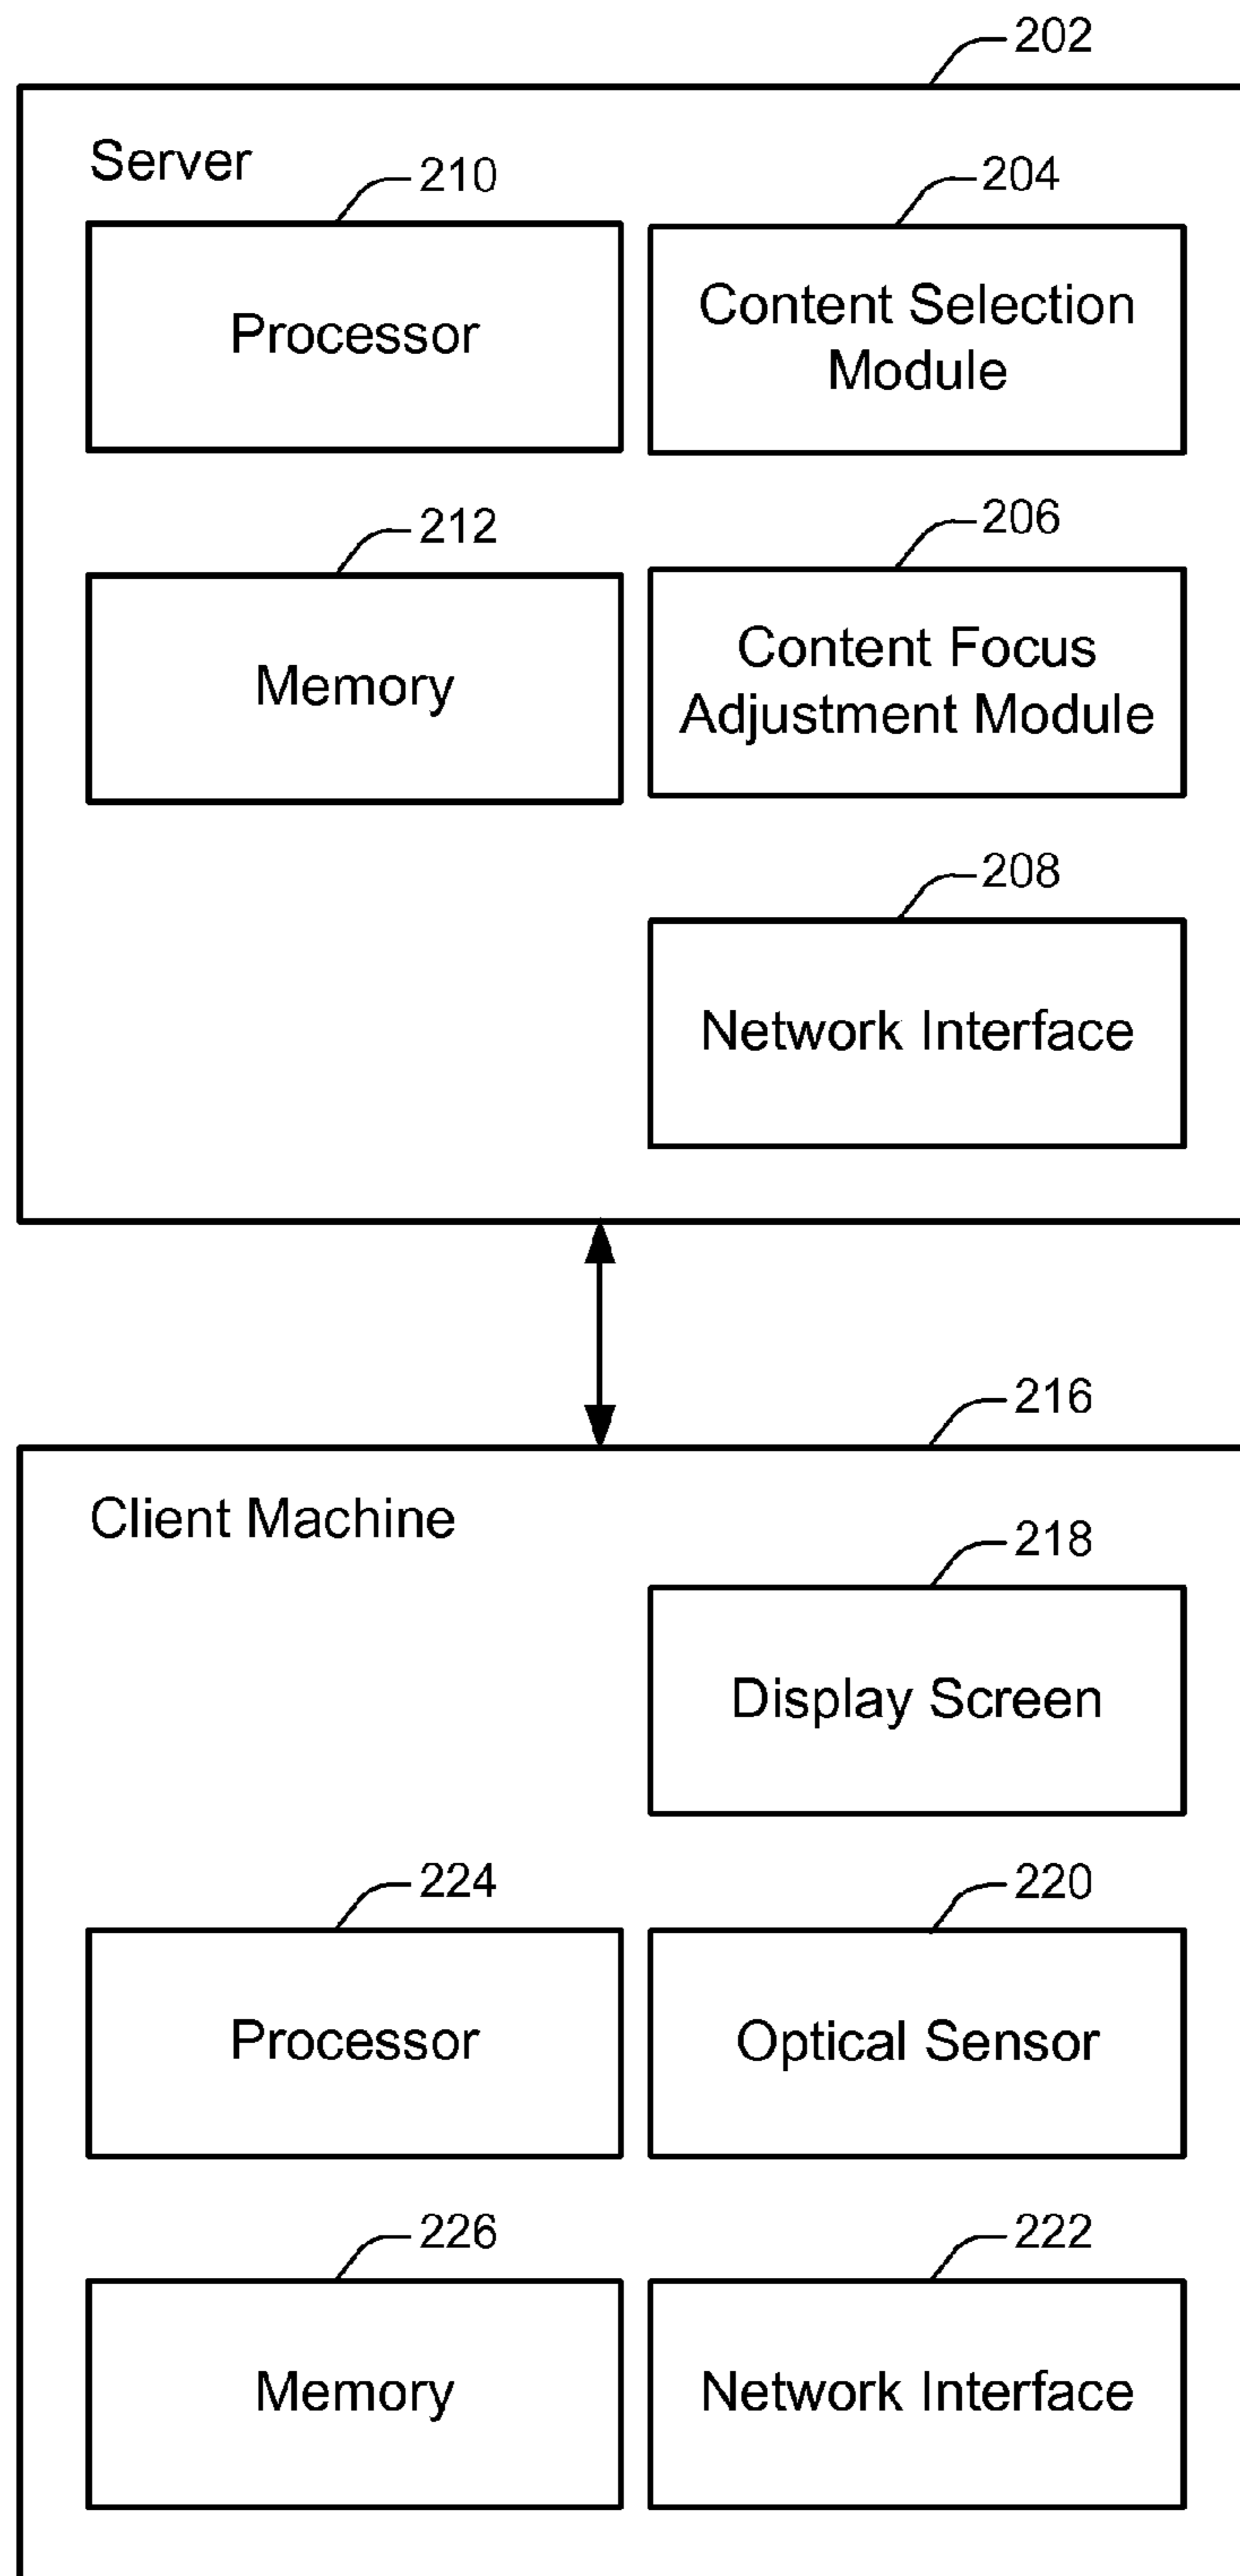 202
Server
210
204
Processor
Content Selection
Module
212
206
Memory
Content Focus
Adjustment Module
208
Network Interface
216
Client Machine
218
Display Screen
224
220
Processor
Optical Sensor
226
222
Memory
Network Interface